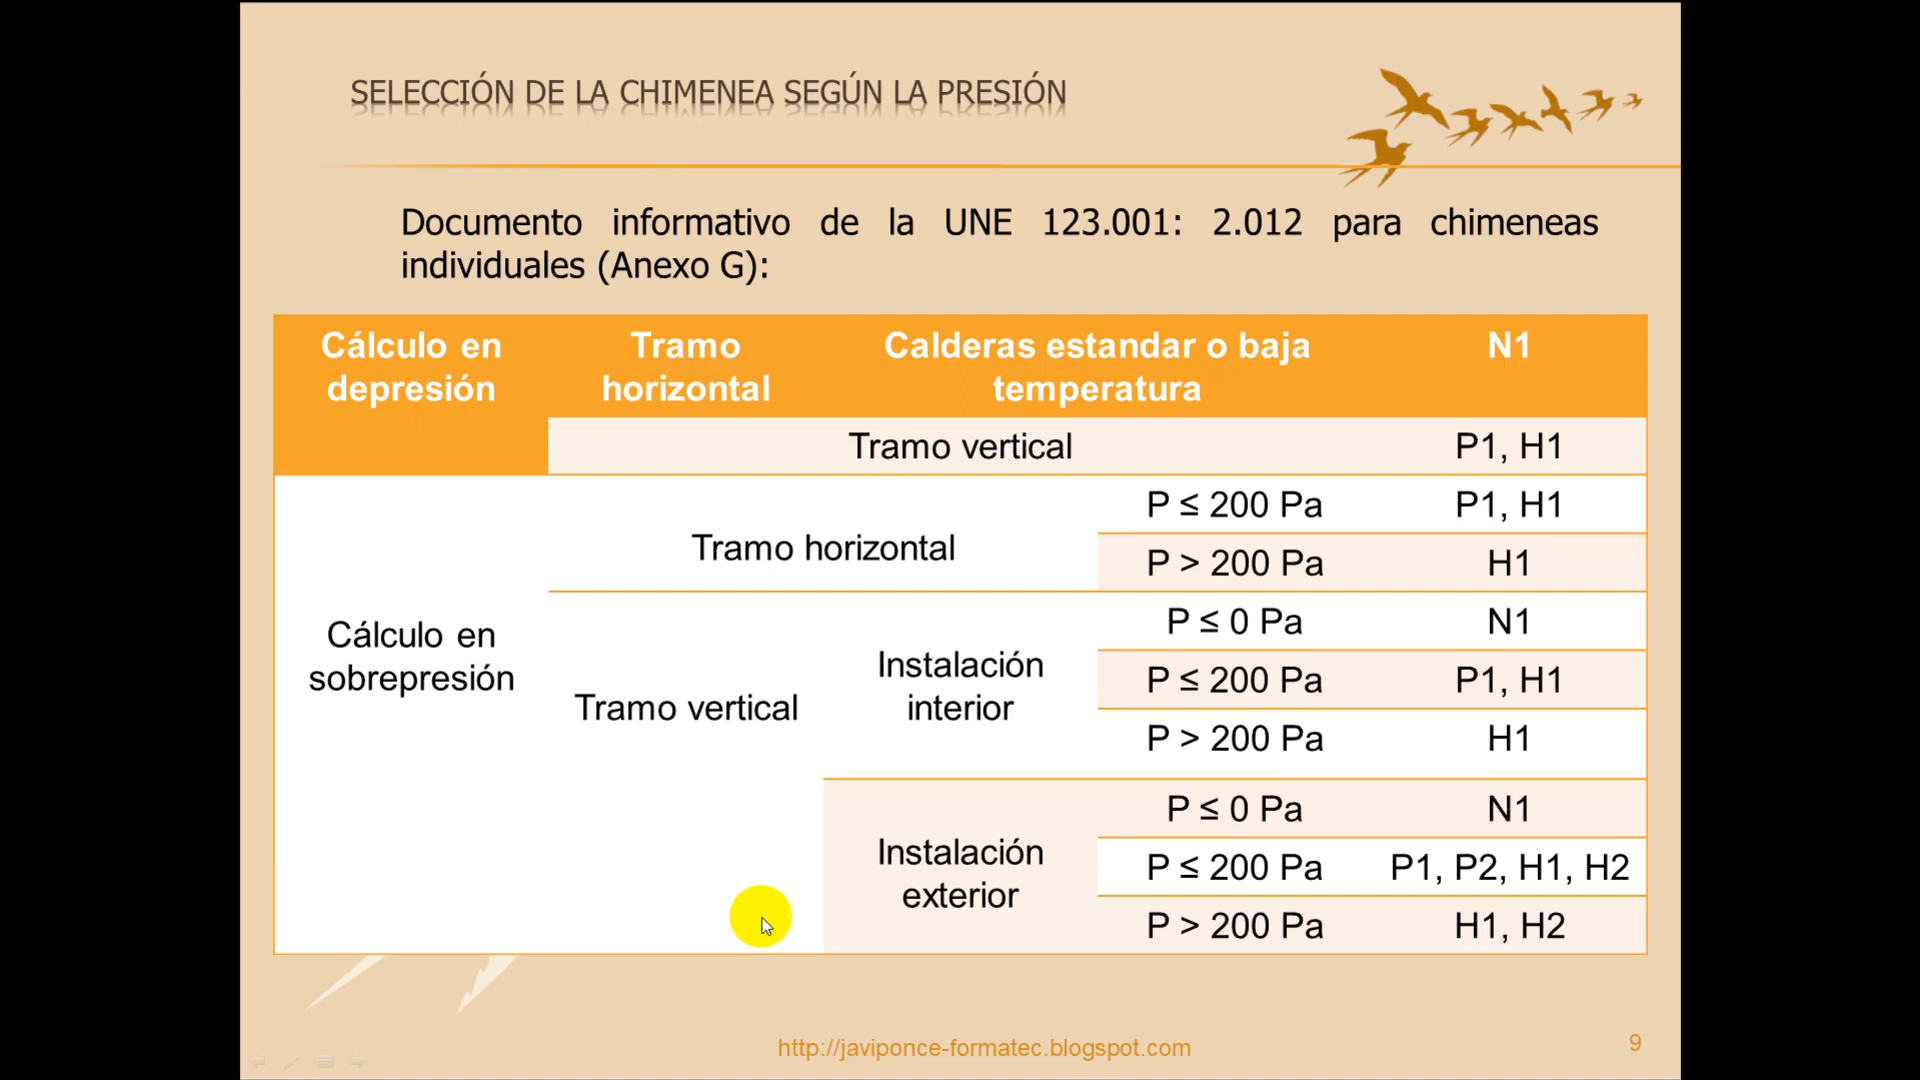 SELECCIÓN DE LA CHIMENEA SEGÚN LA PRESIÓN
Documento informativo de la UNE 123.001: 2.012 para chimeneas
individuales (Anexo G):
Cálculo en
depresión
Tramo
horizontal
Calderas estandar o baja
temperatura
N1
Tramo vertical
P1, H1
Cálculo en
sobrepresión
Tramo horizontal
P ≤ 200 Pa
P1, H1
P > 200 Pa
H1
Tramo vertical
Instalación
interior
P ≤ 0 Pa
N1
P ≤ 200 Pa
P1, H1
P > 200 Pa
H1
Instalación
exterior
P ≤ 0 Pa
N1
P ≤ 200 Pa
P1, P2, H1, H2
P > 200 Pa
H1, H2
http://javiponce-formatec.blogspot.com
9